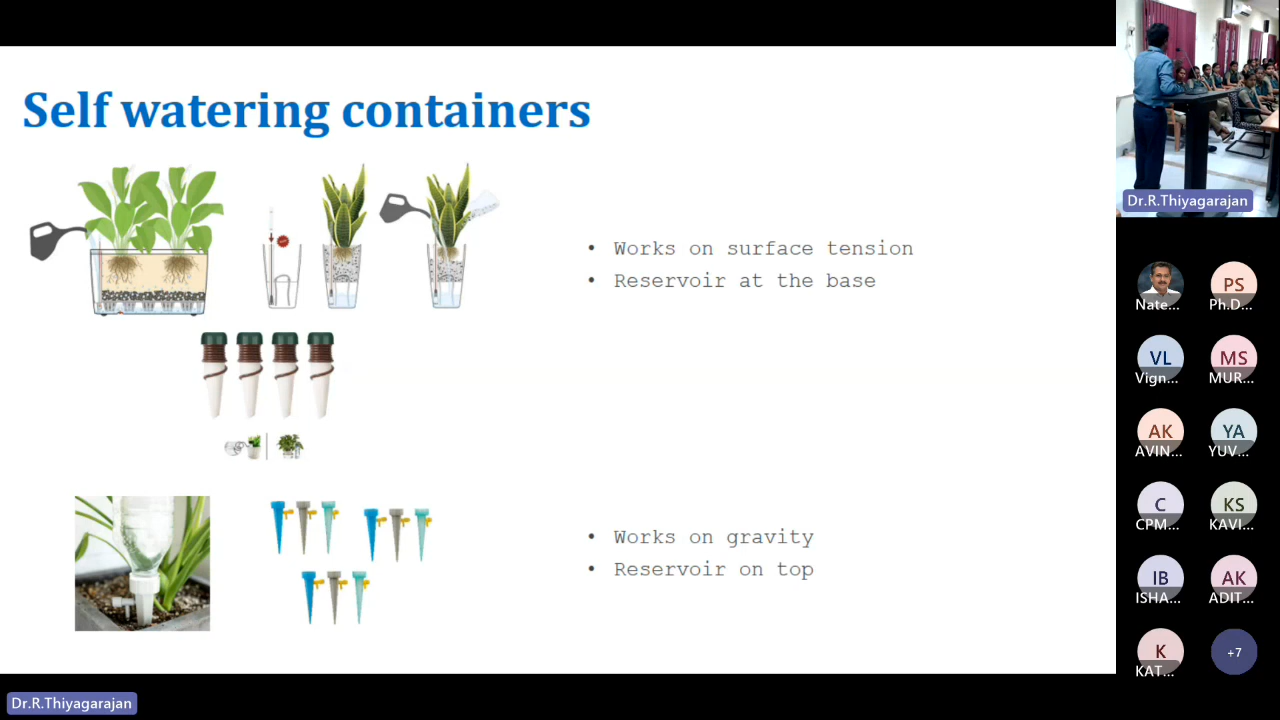 Self watering containers
• Works on surface tension
• Reservoir at the base
• Works on gravity
• Reservoir on top
Dr.R.Thiyagarajan
Nate...
PS
Ph.D...
VL
Vign...
MS
MUR...
AK
AVIN...
YA
YUV...
C
CPM...
KS
KAVI...
IB
ISHA...
AK
ADIT...
K
KAT...
+7
Dr.R.Thiyagarajan